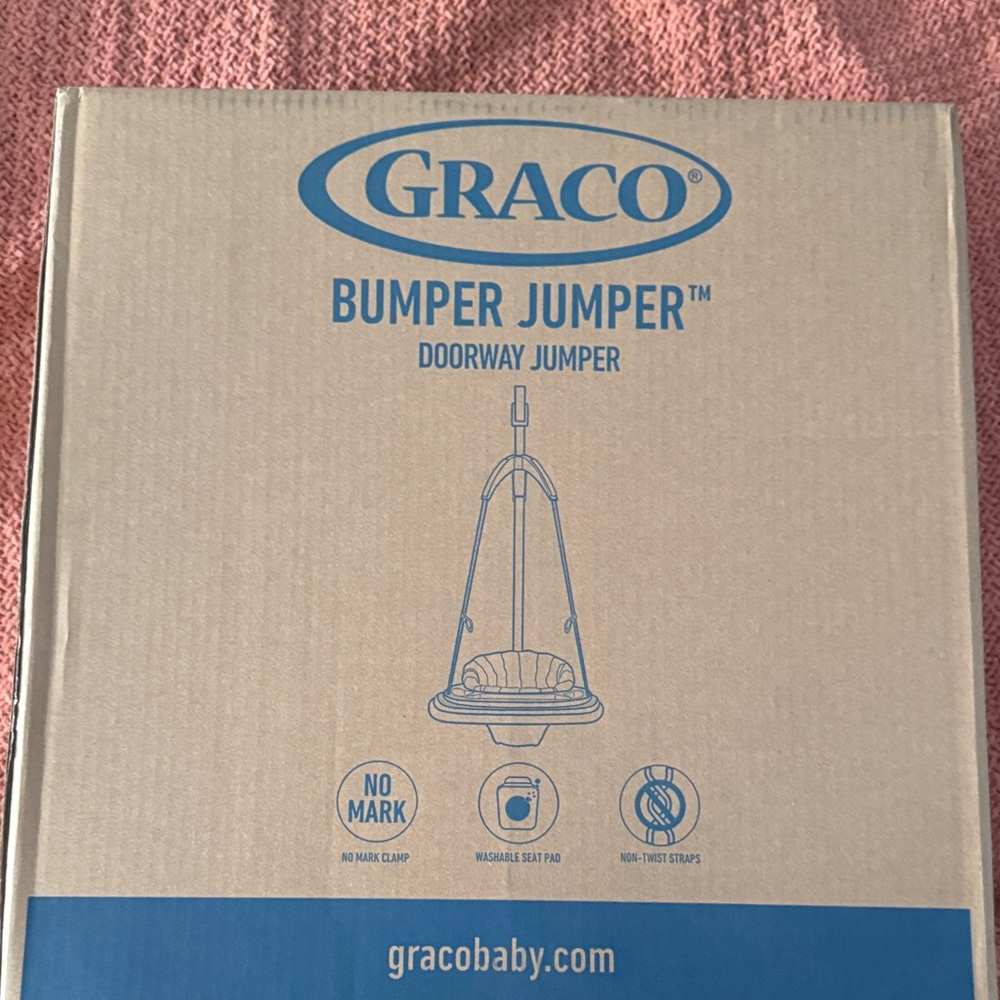 GRACO®
BUMPER JUMPER™
DOORWAY JUMPER
NO
MARK
NO MARK CLAMP
WASHABLE SEAT PAD
NON-TWIST STRAPS
gracobaby.com